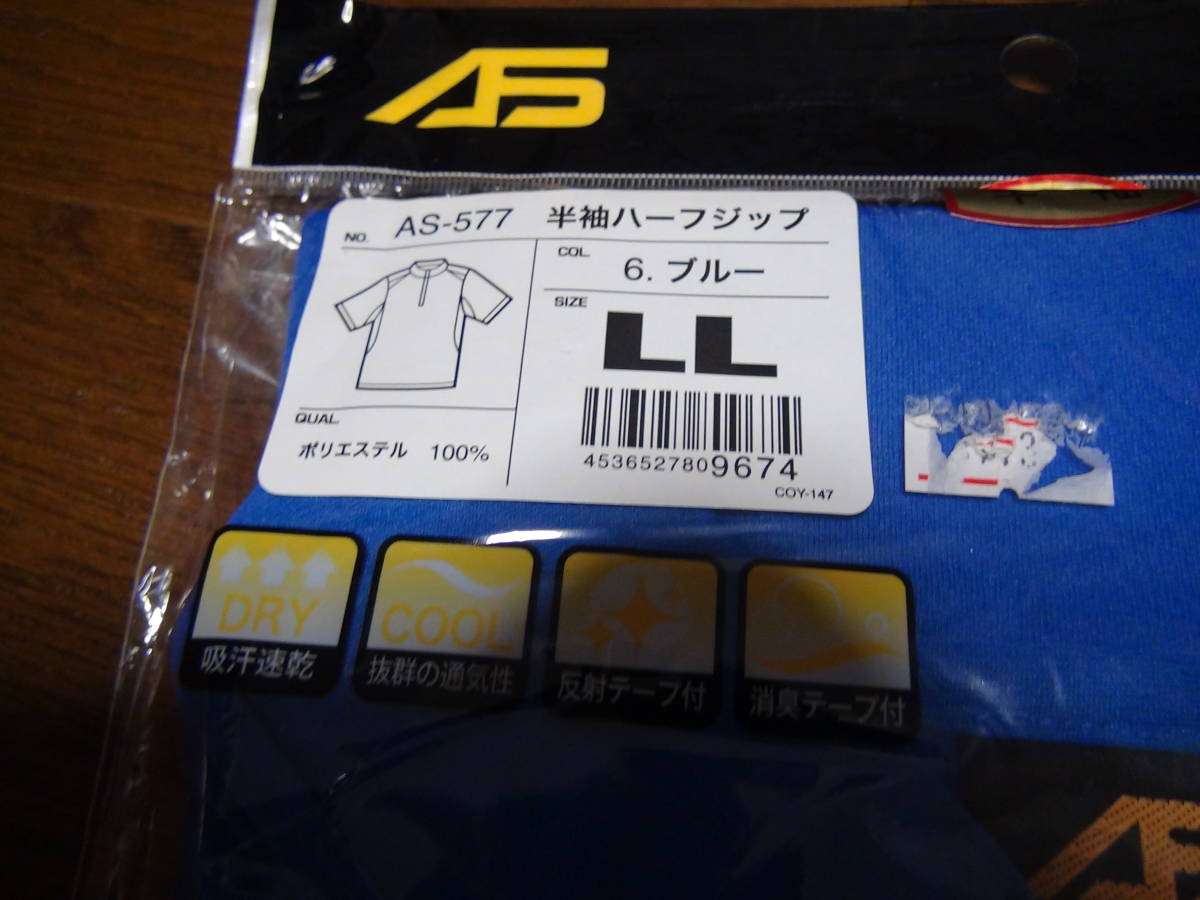 AS
NO. AS-577 半袖ハーフジップ
COL 6. ブルー
SIZE
LL
QUAL
ポリエステル 100%
4536527809674
COY-147
DRY
吸汗速乾
COOL
抜群の通気性
反射テープ付
消臭テープ付
AS